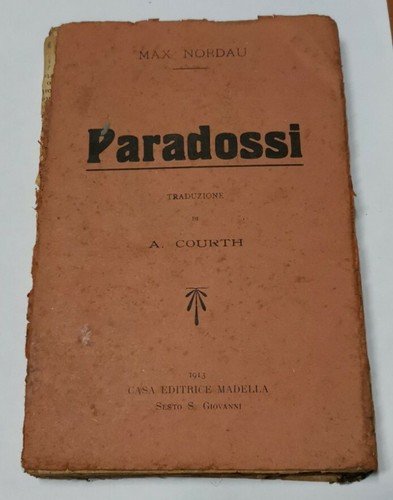 MAX NORDAU
Paradossi
TRADUZIONE
DI
A. COURTH
1913
CASA EDITRICE MADELLA
SESTO S. GIOVANNI